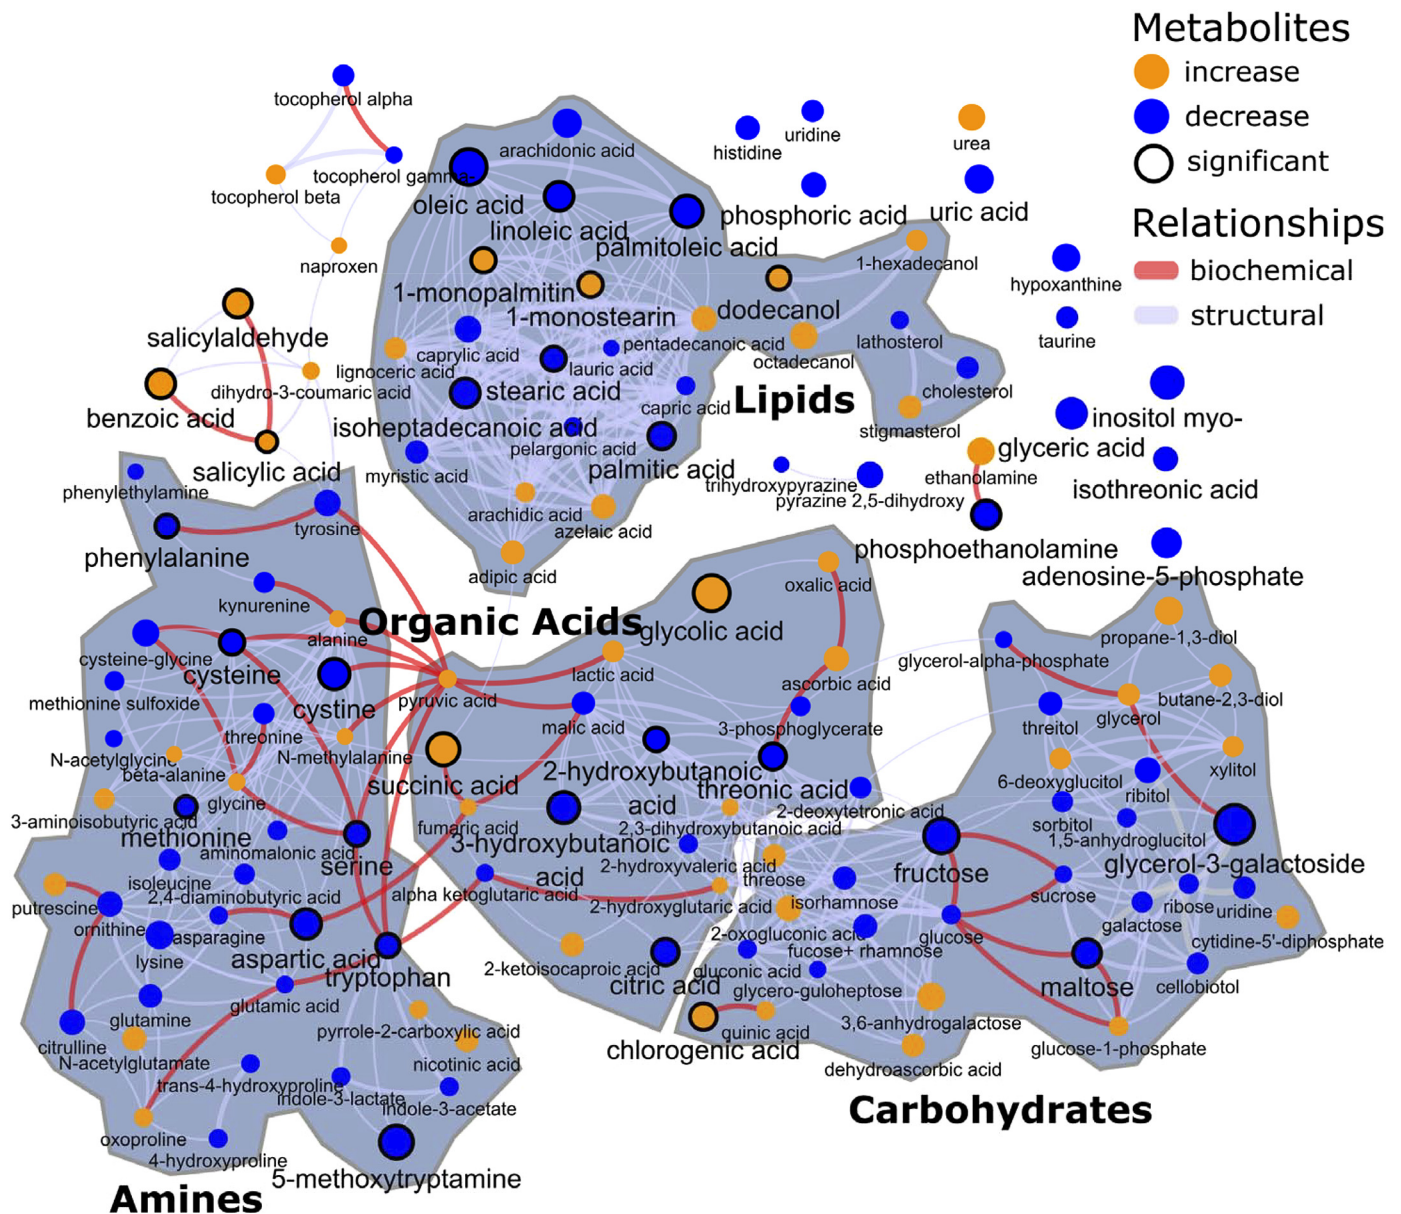 Metabolites
increase
decrease
significant
Relationships
biochemical
structural
tocopherol alpha
tocopherol gamma-
tocopherol beta
naproxen
salicylaldehyde
dihydro-3-coumaric acid
benzoic acid
salicylic acid
arachidonic acid
oleic acid
linoleic acid
palmitoleic acid
1-monopalmitin
1-monostearin
pentadecanoic acid
caprylic acid
lignoceric acid
lauric acid
stearic acid
capric acid
isoheptadecanoic acid
pelargonic acid
myristic acid
palmitic acid
arachidic acid
azelaic acid
adipic acid
dodecanol
1-hexadecanol
octadecanol
lathosterol
cholesterol
stigmasterol
Lipids
histidine
uridine
urea
phosphoric acid
uric acid
hypoxanthine
taurine
inositol myo-
glyceric acid
ethanolamine
isothreonic acid
trihydroxypyrazine
pyrazine 2,5-dihydroxy
phosphoethanolamine
adenosine-5-phosphate
phenylethylamine
tyrosine
phenylalanine
kynurenine
alanine
cysteine-glycine
cysteine
methionine sulfoxide
cystine
threonine
N-methylalanine
N-acetylglycine
beta-alanine
glycine
3-aminoisobutyric acid
methionine
aminomalonic acid
serine
isoleucine
2,4-diaminobutyric acid
putrescine
ornithine
asparagine
lysine
aspartic acid
tryptophan
glutamic acid
glutamine
pyrrole-2-carboxylic acid
citrulline
N-acetylglutamate
nicotinic acid
trans-4-hydroxyproline
indole-3-lactate
indole-3-acetate
oxoproline
4-hydroxyproline
5-methoxytryptamine
Amines
Organic Acids
glycolic acid
oxalic acid
lactic acid
ascorbic acid
pyruvic acid
malic acid
3-phosphoglycerate
succinic acid
2-hydroxybutanoic
acid
threonic acid
2-deoxytetronic acid
fumaric acid
2,3-dihydroxybutanoic acid
3-hydroxybutanoic
acid
2-hydroxyvaleric acid
alpha ketoglutaric acid
2-hydroxyglutaric acid
2-ketoisocaproic acid
citric acid
glycerol-alpha-phosphate
propane-1,3-diol
butane-2,3-diol
glycerol
threitol
xylitol
6-deoxyglucitol
ribitol
sorbitol
1,5-anhydroglucitol
glycerol-3-galactoside
fructose
threose
isorhamnose
sucrose
ribose
uridine
galactose
cytidine-5'-diphosphate
2-oxogluconic acid
fucose+ rhamnose
glucose
gluconic acid
glycero-guloheptose
maltose
cellobiotol
quinic acid
chlorogenic acid
3,6-anhydrogalactose
glucose-1-phosphate
dehydroascorbic acid
Carbohydrates